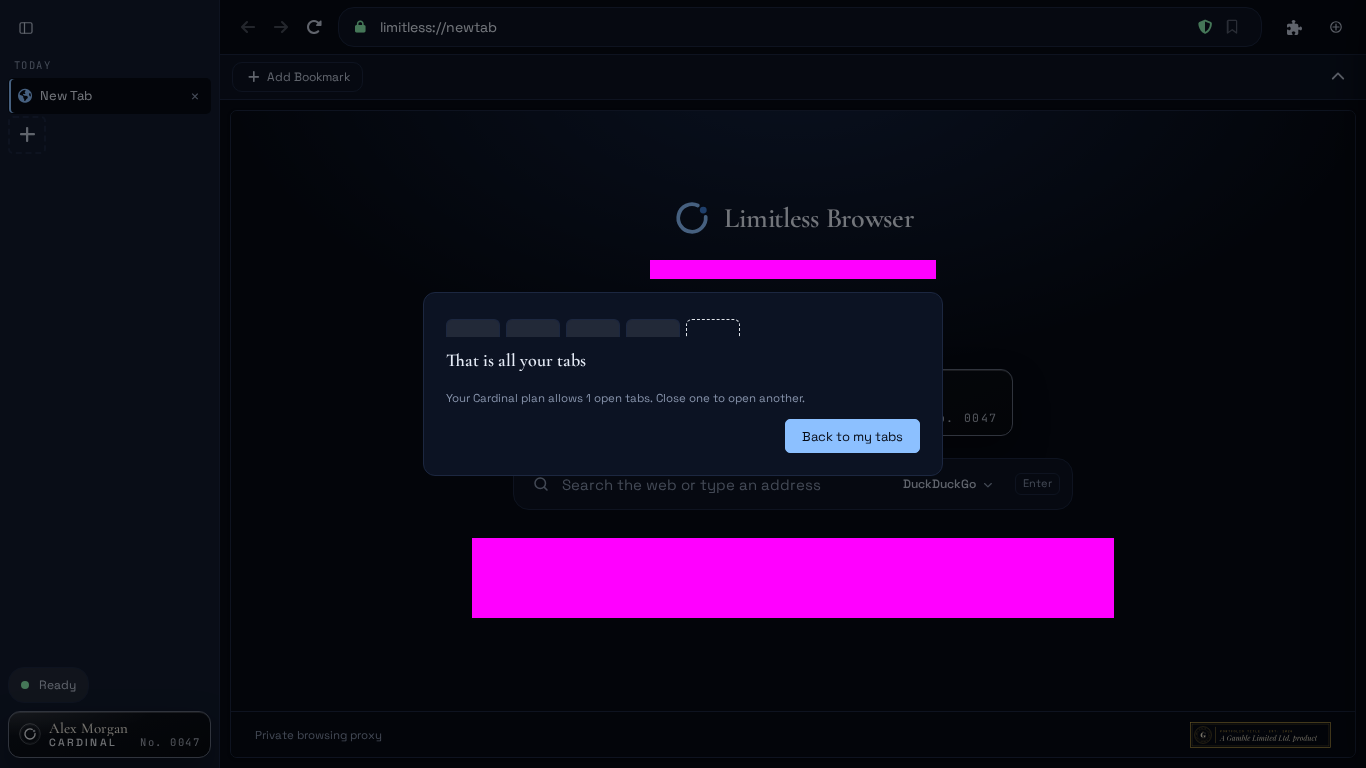 limitless://newtab
TODAY
New Tab
Add Bookmark
Limitless Browser
That is all your tabs
Your Cardinal plan allows 1 open tabs. Close one to open another.
Back to my tabs
. 0047
Search the web or type an address
DuckDuckGo
Enter
Ready
Alex Morgan
CARDINAL
No. 0047
Private browsing proxy
G
A Gamble Limited Ltd. product